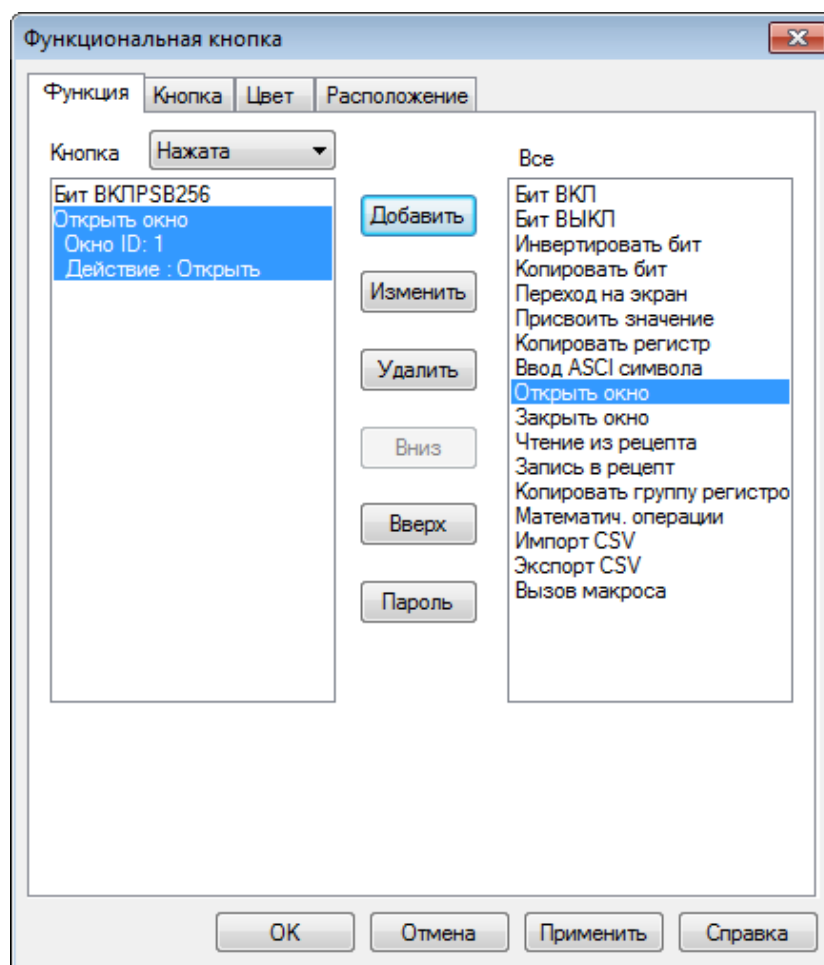 Функциональная кнопка
Функция Кнопка Цвет Расположение
Кнопка Нажата
Все
Бит ВКЛPSB256
Открыть окно
Окно ID: 1
Действие : Открыть
Добавить
Изменить
Удалить
Вниз
Вверх
Пароль
Бит ВКЛ
Бит ВЫКЛ
Инвертировать бит
Копировать бит
Переход на экран
Присвоить значение
Копировать регистр
Ввод ASCI символа
Открыть окно
Закрыть окно
Чтение из рецепта
Запись в рецепт
Копировать группу регистро
Математич. операции
Импорт CSV
Экспорт CSV
Вызов макроса
OK Отмена Применить Справка